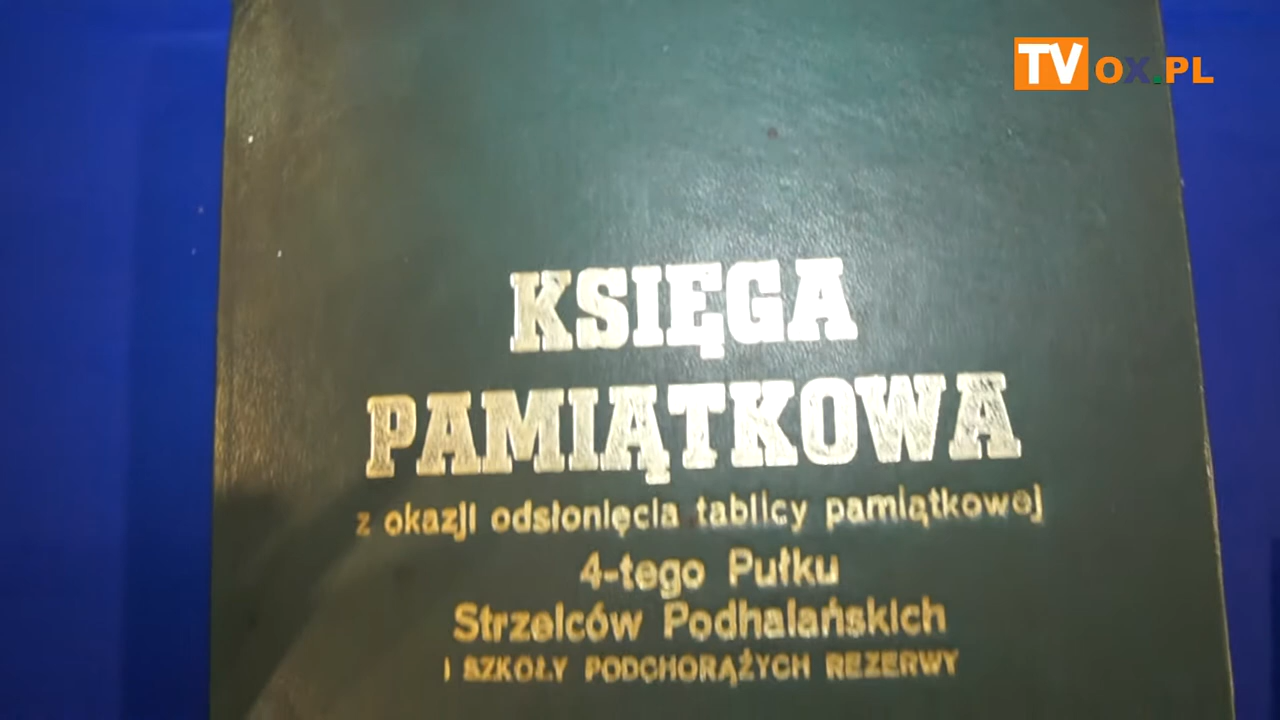 TVOX.PL
KSIĘGA
PAMIĄTKOWA
z okazji odsłonięcia tablicy pamiątkowej
4-tego Pułku
Strzelców Podhalańskich
I SZKOŁY PODCHORĄŻYCH REZERWY